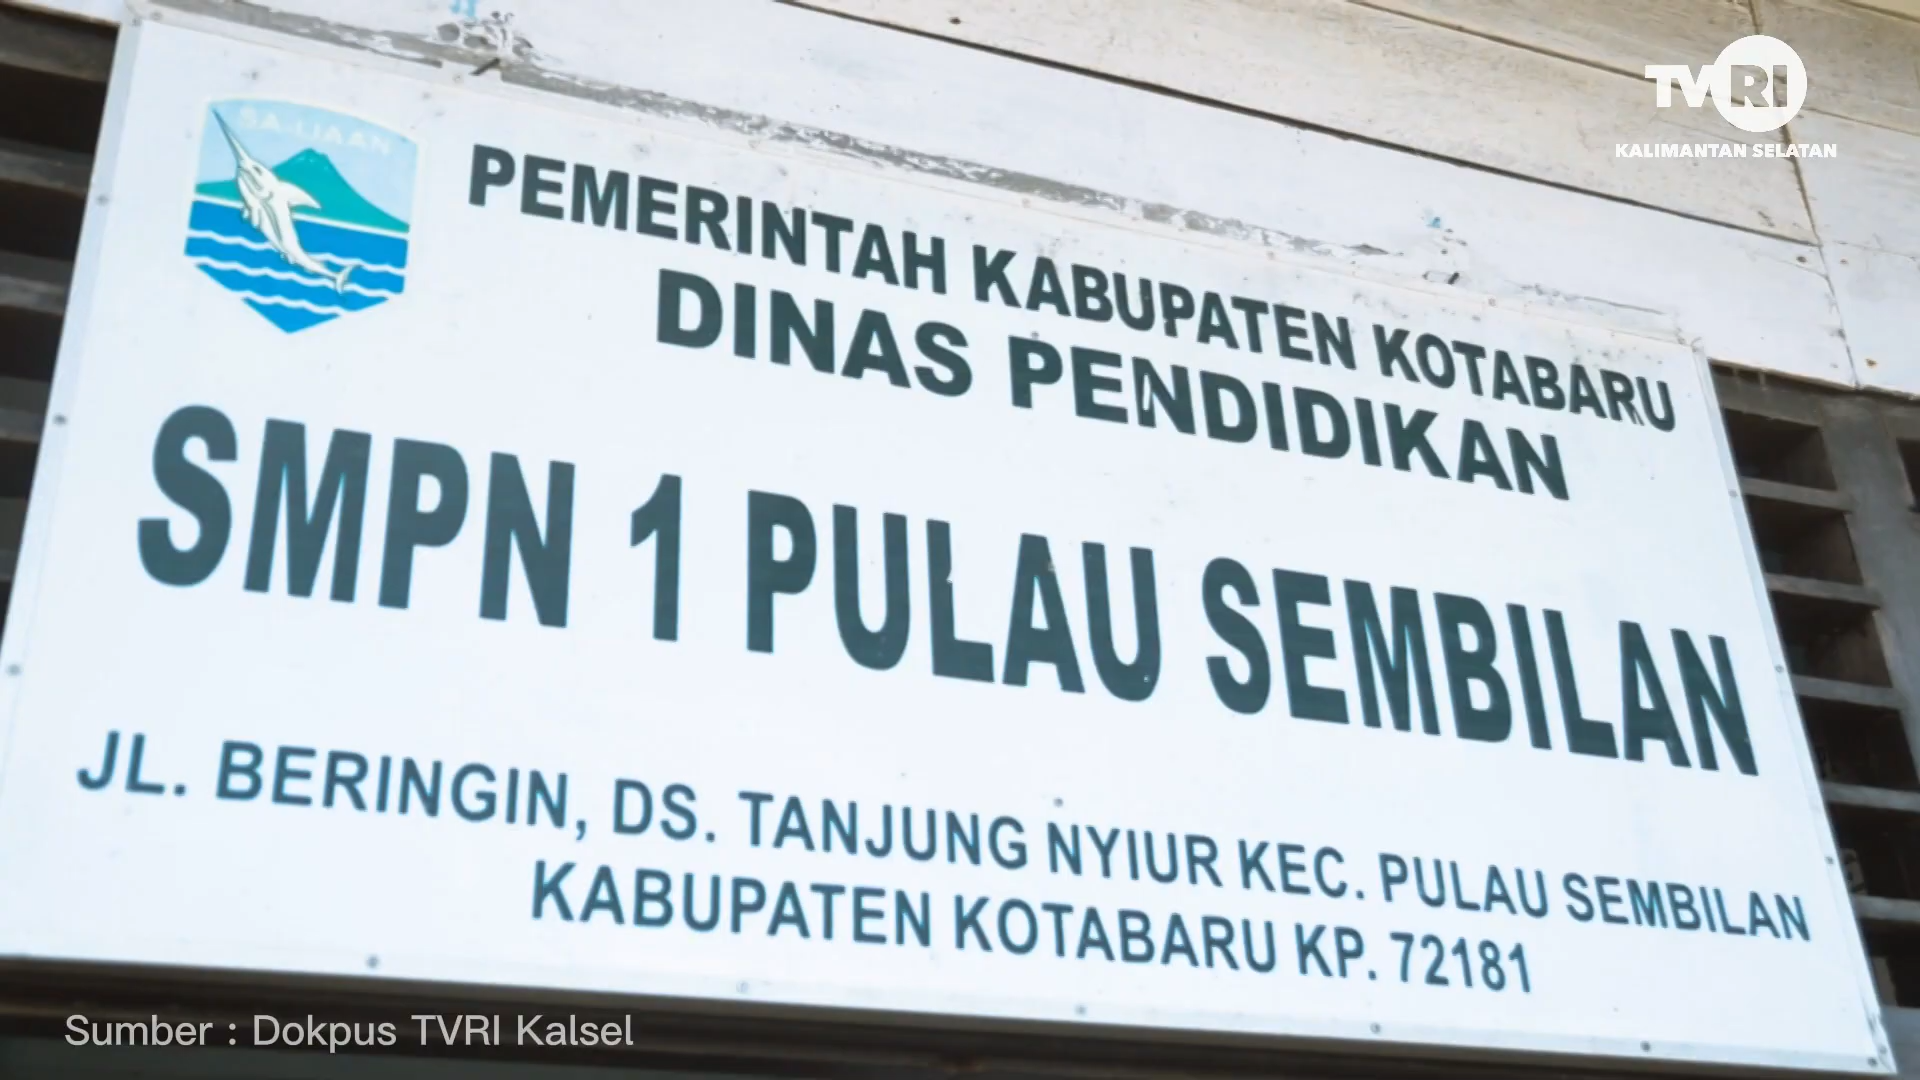 TVRI
KALIMANTAN SELATAN
SA-IJAAN
PEMERINTAH KABUPATEN KOTABARU
DINAS PENDIDIKAN
SMPN 1 PULAU SEMBILAN
JL. BERINGIN, DS. TANJUNG NYIUR KEC. PULAU SEMBILAN
KABUPATEN KOTABARU KP. 72181
Sumber : Dokpus TVRI Kalsel